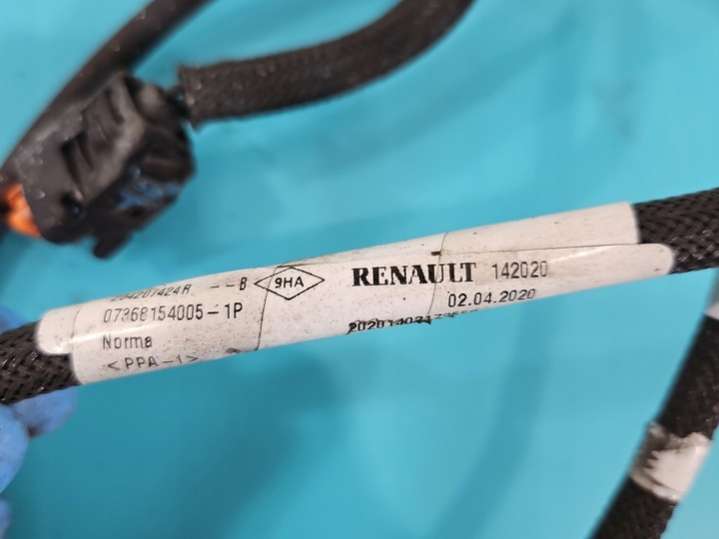 --B
9HA
RENAULT 142020
07368154005-1P
02.04.2020
Norma
<PPA-1>